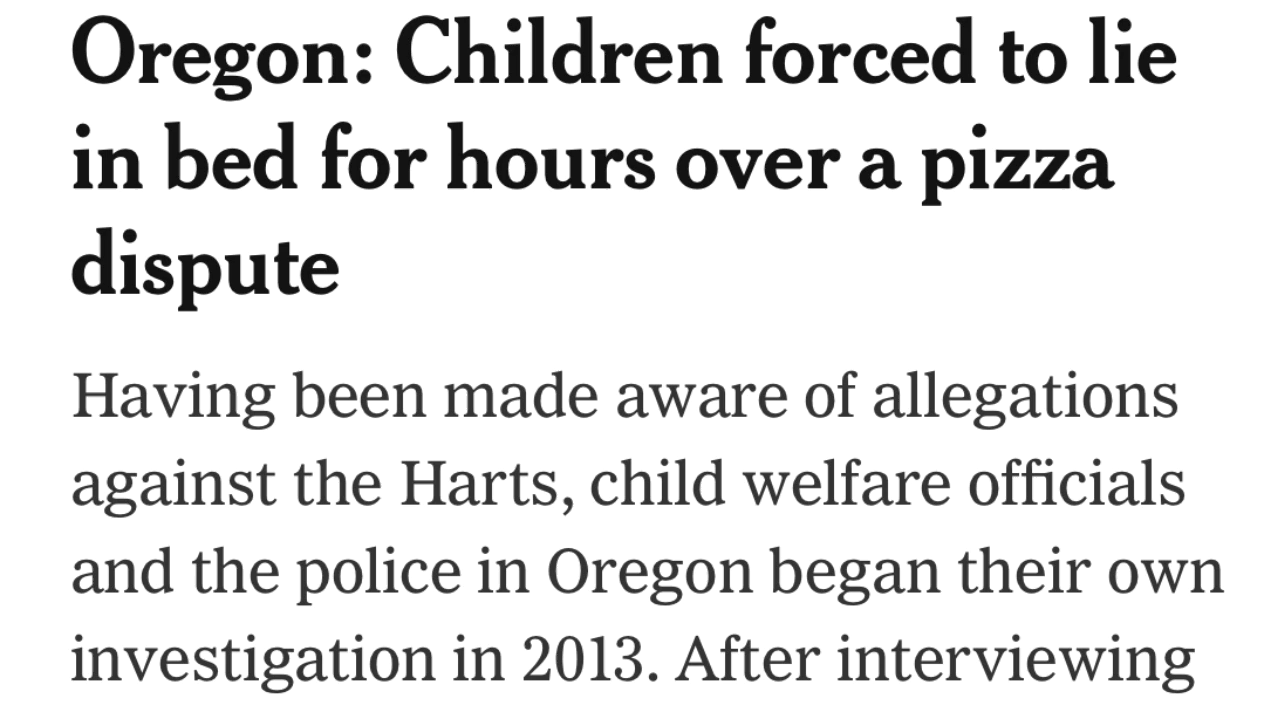 Oregon: Children forced to lie
in bed for hours over a pizza
dispute
Having been made aware of allegations
against the Harts, child welfare officials
and the police in Oregon began their own
investigation in 2013. After interviewing